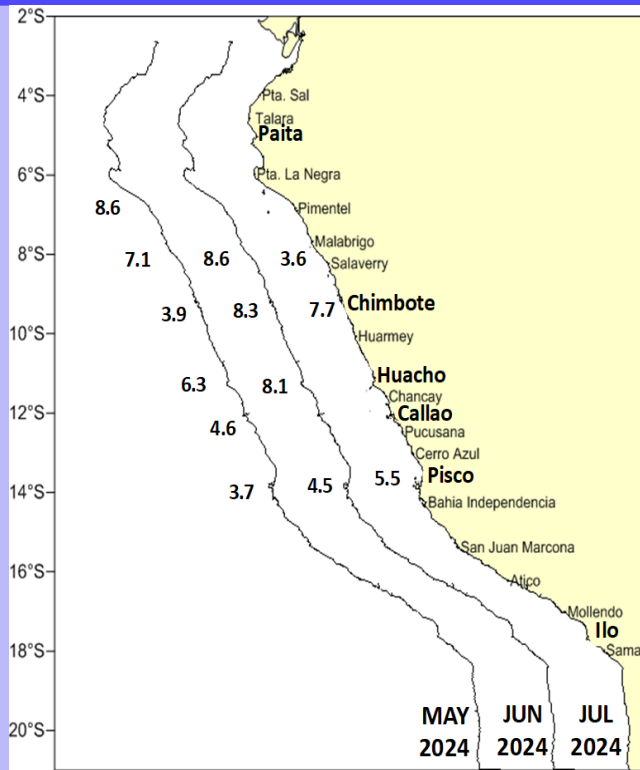 2°S
4°S
Pta. Sal
Talara
Paita
6°S
Pta. La Negra
8.6
Pimentel
Malabrigo
8°S
7.1
8.6
3.6
Salaverry
3.9
8.3
7.7
Chimbote
10°S
Huarmey
Huacho
6.3
8.1
Chancay
12°S
Callao
4.6
Pucusana
Cerro Azul
3.7
4.5
5.5
Pisco
14°S
Bahia Independencia
San Juan Marcona
16°S
Atico
Mollendo
Ilo
18°S
Sama
MAY
2024
JUN
2024
JUL
2024
20°S